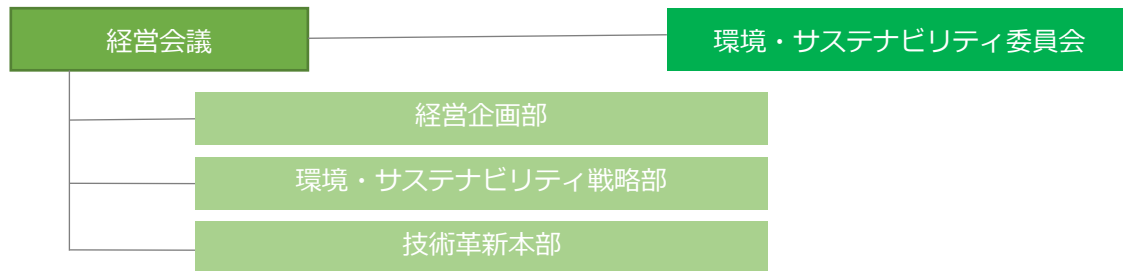 経営会議
環境・サステナビリティ委員会
経営企画部
環境・サステナビリティ戦略部
技術革新本部